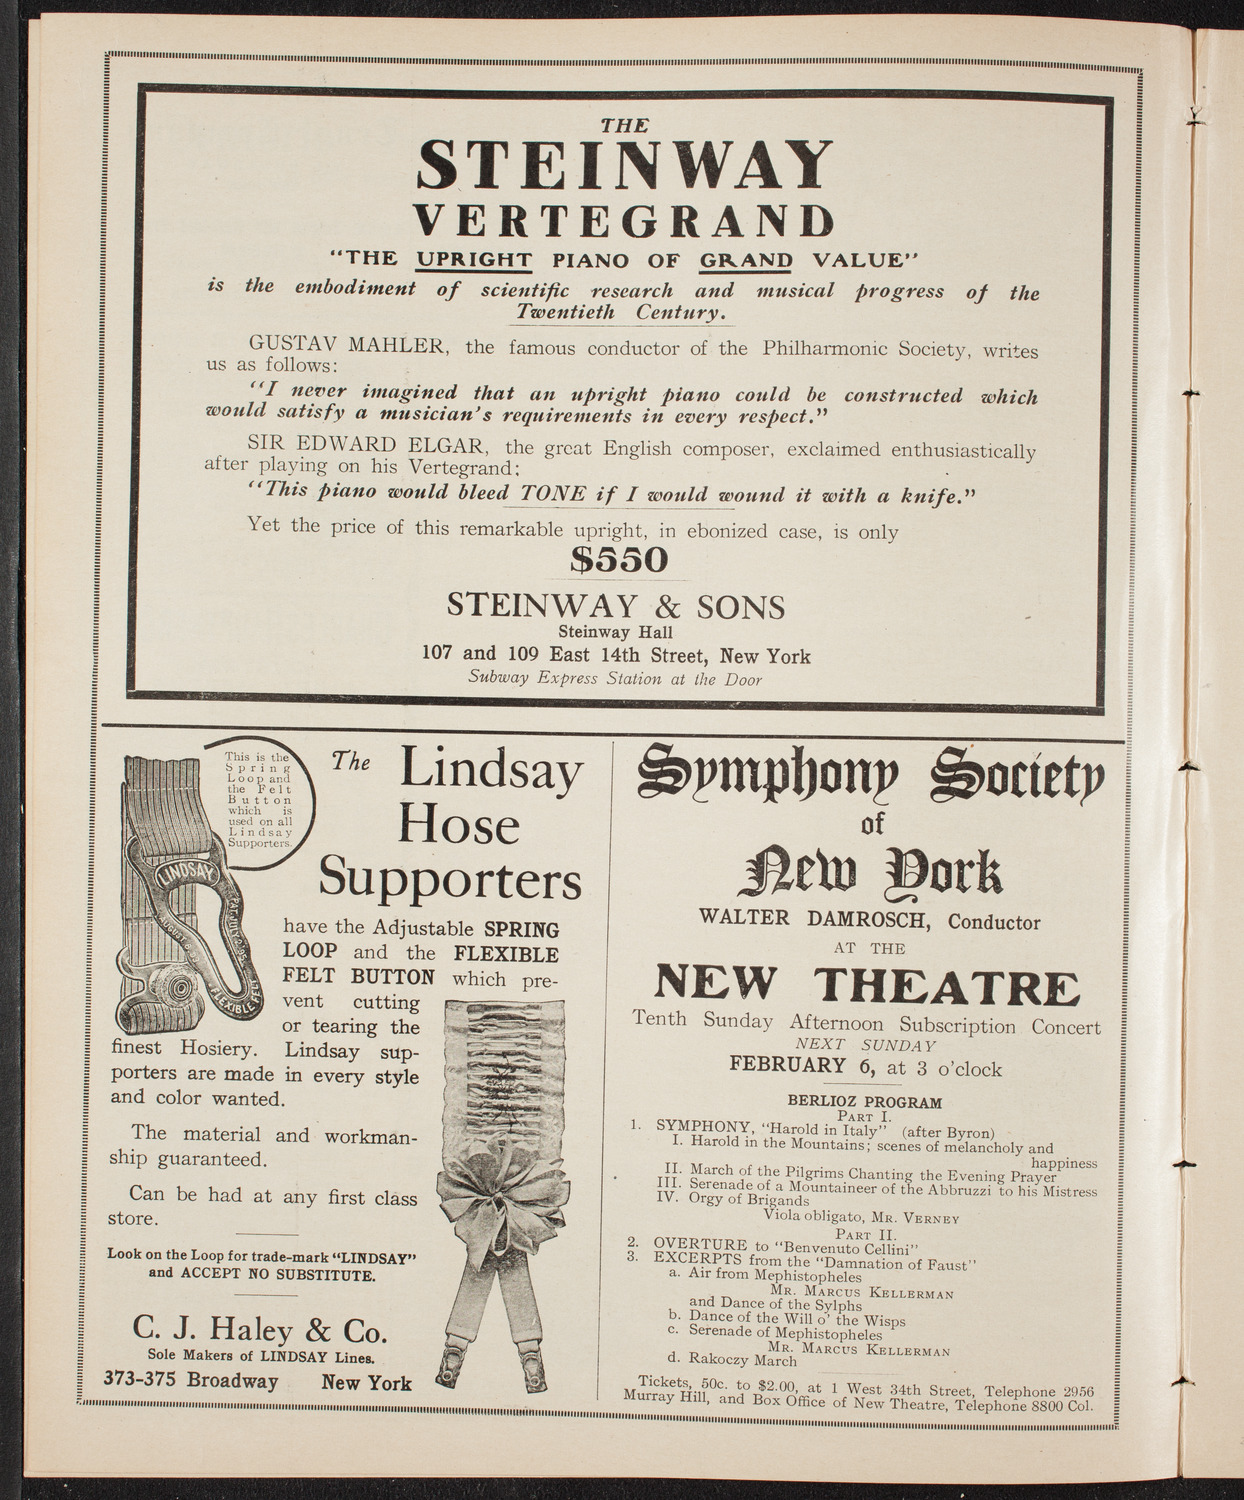 THE
STEINWAY
VERTEGRAND
"THE UPRIGHT PIANO OF GRAND VALUE"
is the embodiment of scientific research and musical progress of the
Twentieth Century.
GUSTAV MAHLER, the famous conductor of the Philharmonic Society, writes
us as follows:
"I never imagined that an upright piano could be constructed which
would satisfy a musician's requirements in every respect."
SIR EDWARD ELGAR, the great English composer, exclaimed enthusiastically
after playing on his Vertegrand:
"This piano would bleed TONE if I would wound it with a knife."
Yet the price of this remarkable upright, in ebonized case, is only
$550
STEINWAY & SONS
Steinway Hall
107 and 109 East 14th Street, New York
Subway Express Station at the Door
This is the
Spring
Loop and
the Felt
Button
which is
used on all
Lindsay
Supporters.
LINDSAY
FLEXIBLE FELT
The Lindsay
Hose
Supporters
have the Adjustable SPRING
LOOP and the FLEXIBLE
FELT BUTTON which pre-
vent cutting
or tearing the
finest Hosiery. Lindsay sup-
porters are made in every style
and color wanted.
The material and workman-
ship guaranteed.
Can be had at any first class
store.
Look on the Loop for trade-mark "LINDSAY"
and ACCEPT NO SUBSTITUTE.
C. J. Haley & Co.
Sole Makers of LINDSAY Lines.
373-375 Broadway New York
Symphony Society
of
New York
WALTER DAMROSCH, Conductor
AT THE
NEW THEATRE
Tenth Sunday Afternoon Subscription Concert
NEXT SUNDAY
FEBRUARY 6, at 3 o'clock
BERLIOZ PROGRAM
PART I.
1. SYMPHONY, "Harold in Italy" (after Byron)
I. Harold in the Mountains; scenes of melancholy and
happiness
II. March of the Pilgrims Chanting the Evening Prayer
III. Serenade of a Mountaineer of the Abbruzzi to his Mistress
IV. Orgy of Brigands
Viola obligato, MR. VERNEY
PART II.
2. OVERTURE to "Benvenuto Cellini"
3. EXCERPTS from the "Damnation of Faust"
a. Air from Mephistopheles
MR. MARCUS KELLERMAN
and Dance of the Sylphs
b. Dance of the Will o' the Wisps
c. Serenade of Mephistopheles
MR. MARCUS KELLERMAN
d. Rakoczy March
Tickets, 50c. to $2.00, at 1 West 34th Street, Telephone 2956
Murray Hill, and Box Office of New Theatre, Telephone 8800 Col.